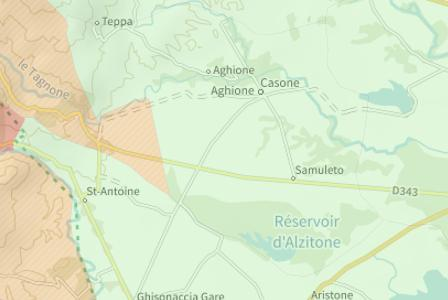 Teppa
le Tagnone
Aghione
Casone
Aghione
Samuleto
D343
St-Antoine
Réservoir
d'Alzitone
Ghisonaccia Gare
Aristone